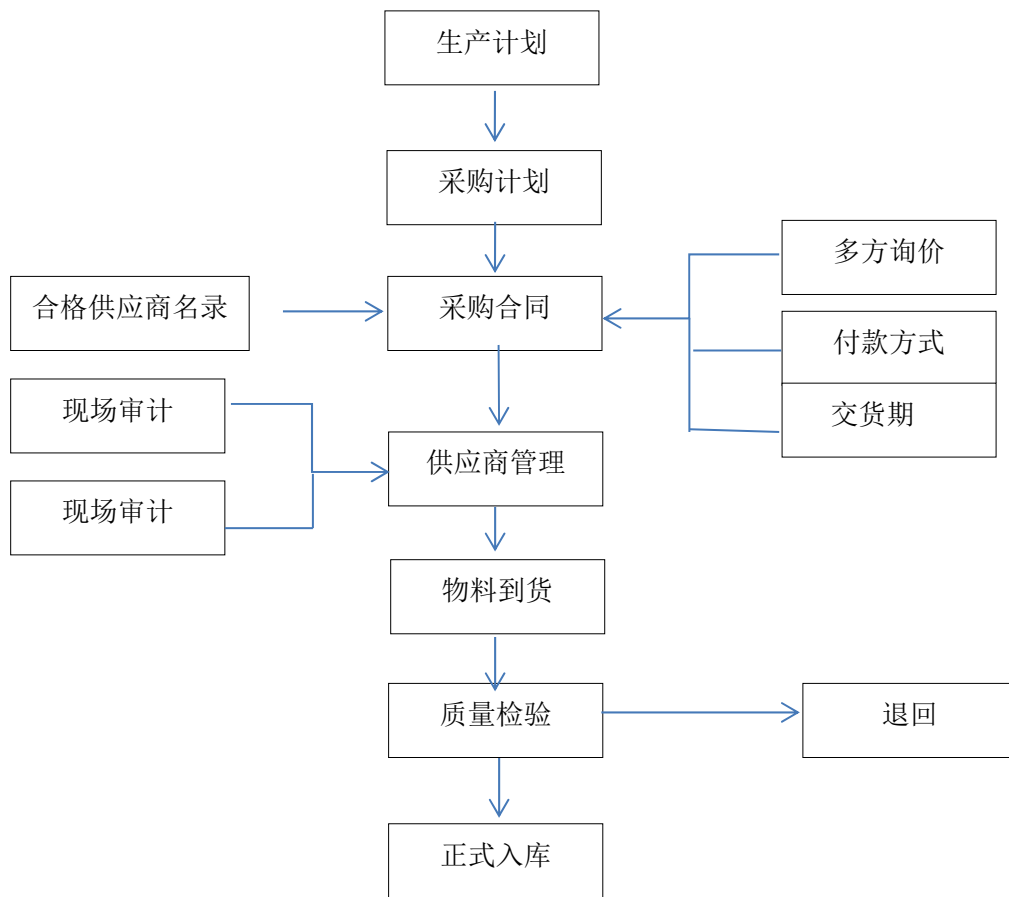 生产计划
采购计划
多方询价
合格供应商名录
采购合同
付款方式
现场审计
交货期
供应商管理
现场审计
物料到货
质量检验
退回
正式入库